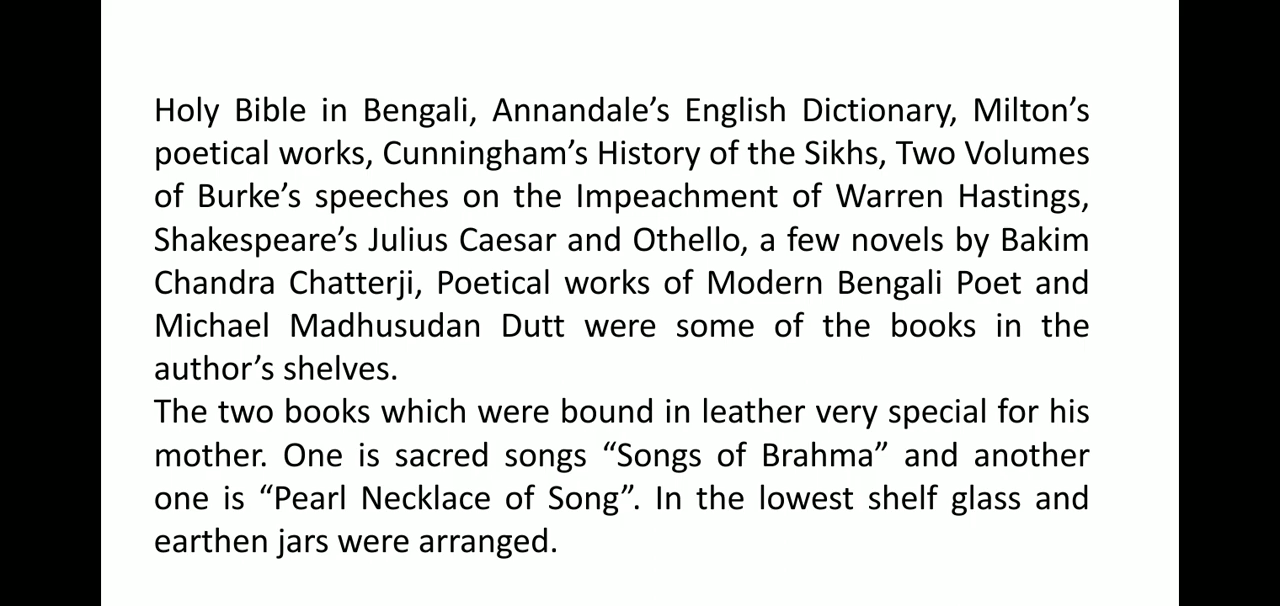 Holy Bible in Bengali, Annandale’s English Dictionary, Milton’s
poetical works, Cunningham’s History of the Sikhs, Two Volumes
of Burke’s speeches on the Impeachment of Warren Hastings,
Shakespeare’s Julius Caesar and Othello, a few novels by Bakim
Chandra Chatterji, Poetical works of Modern Bengali Poet and
Michael Madhusudan Dutt were some of the books in the
author’s shelves.
The two books which were bound in leather very special for his
mother. One is sacred songs “Songs of Brahma” and another
one is “Pearl Necklace of Song”. In the lowest shelf glass and
earthen jars were arranged.